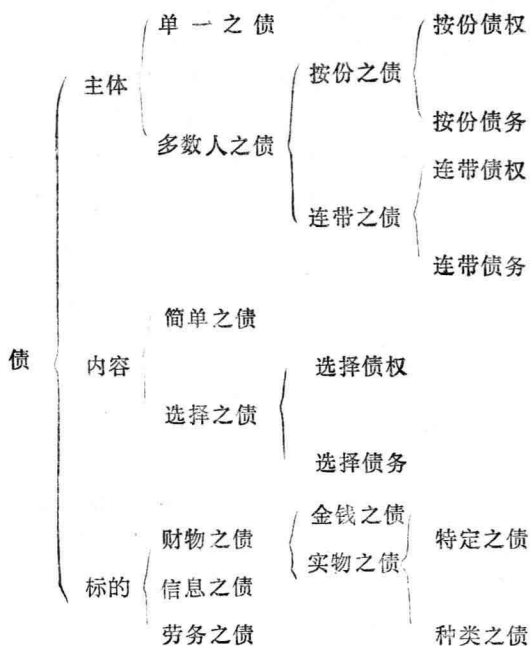 单一之债 按份债权
主体 按份之债
多数人之债 按份债务
连带债权
连带之债
连带债务
简单之债
债 内容 选择债权
选择之债
选择债务
金钱之债
财物之债 特定之债
实物之债
标的 信息之债
劳务之债 种类之债